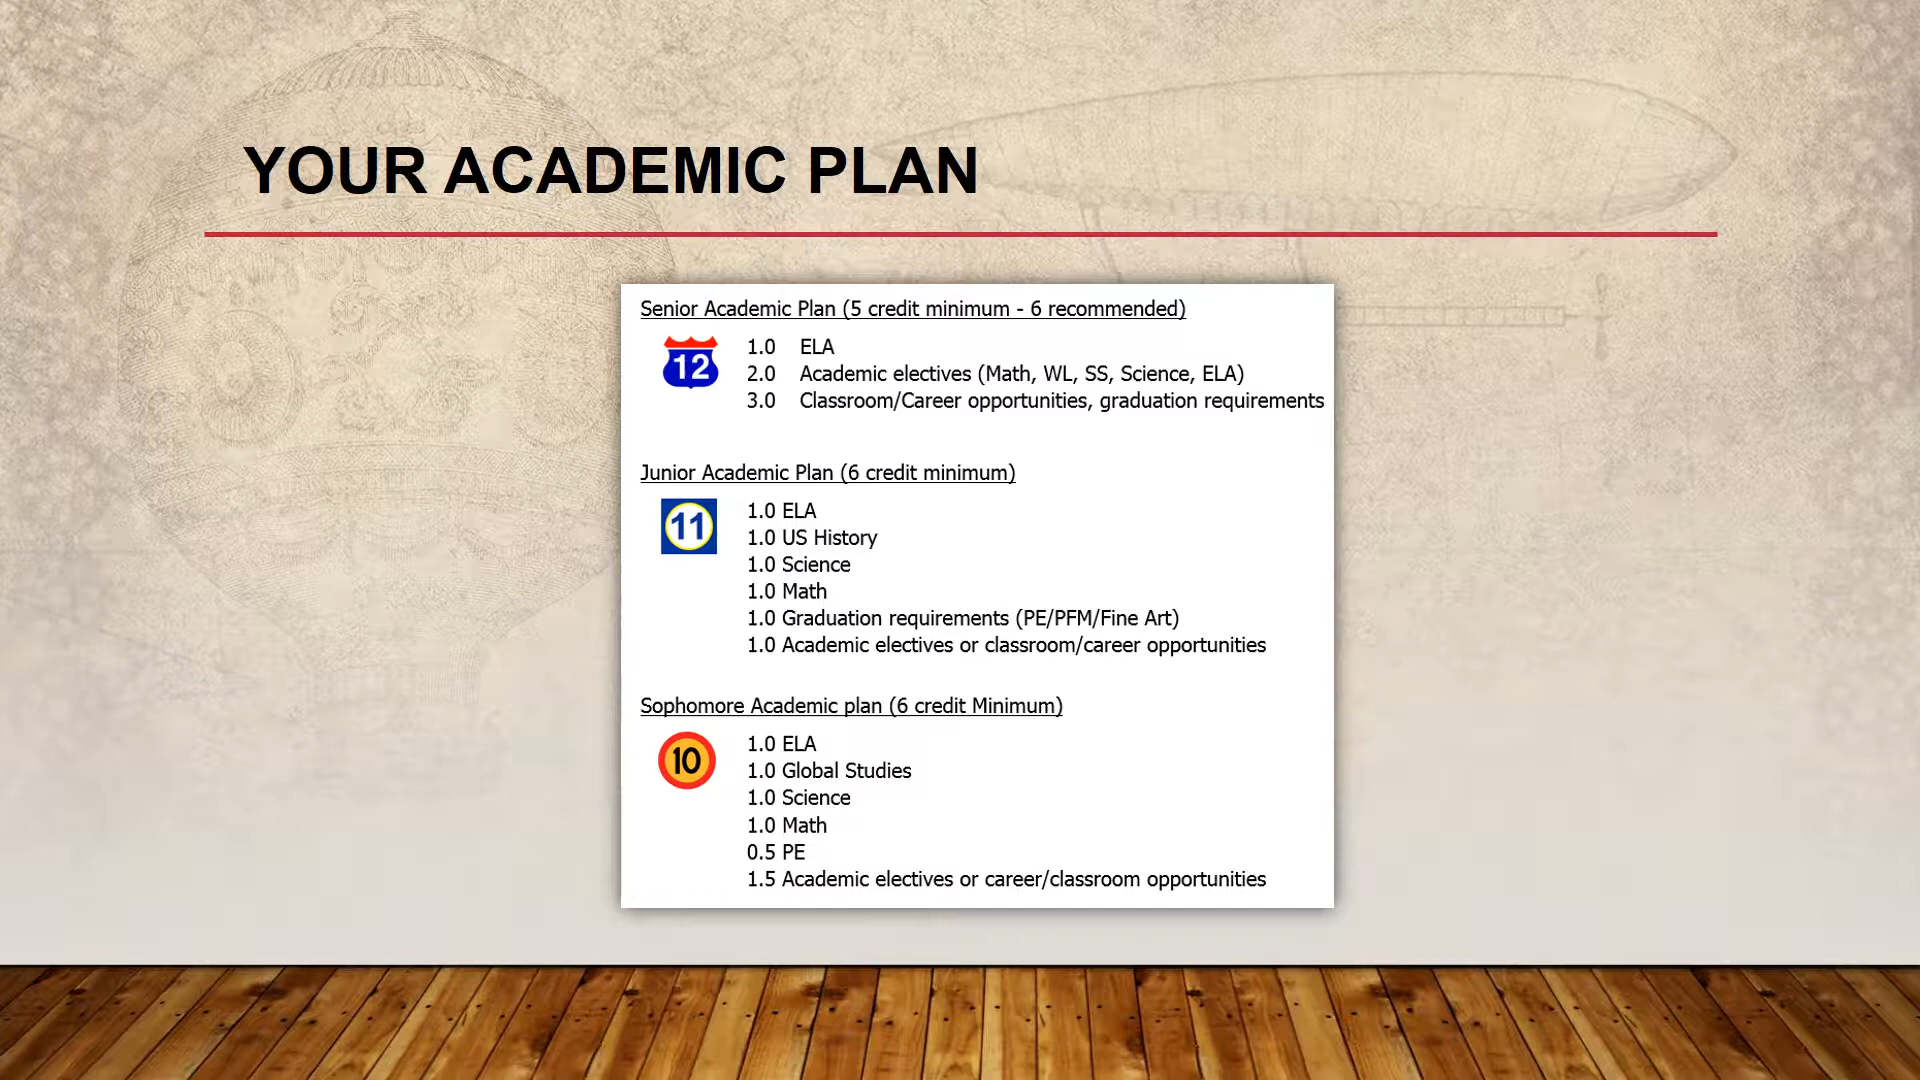 YOUR ACADEMIC PLAN
Senior Academic Plan (5 credit minimum - 6 recommended)
12
1.0 ELA
2.0 Academic electives (Math, WL, SS, Science, ELA)
3.0 Classroom/Career opportunities, graduation requirements
Junior Academic Plan (6 credit minimum)
11
1.0 ELA
1.0 US History
1.0 Science
1.0 Math
1.0 Graduation requirements (PE/PFM/Fine Art)
1.0 Academic electives or classroom/career opportunities
Sophomore Academic plan (6 credit Minimum)
10
1.0 ELA
1.0 Global Studies
1.0 Science
1.0 Math
0.5 PE
1.5 Academic electives or career/classroom opportunities